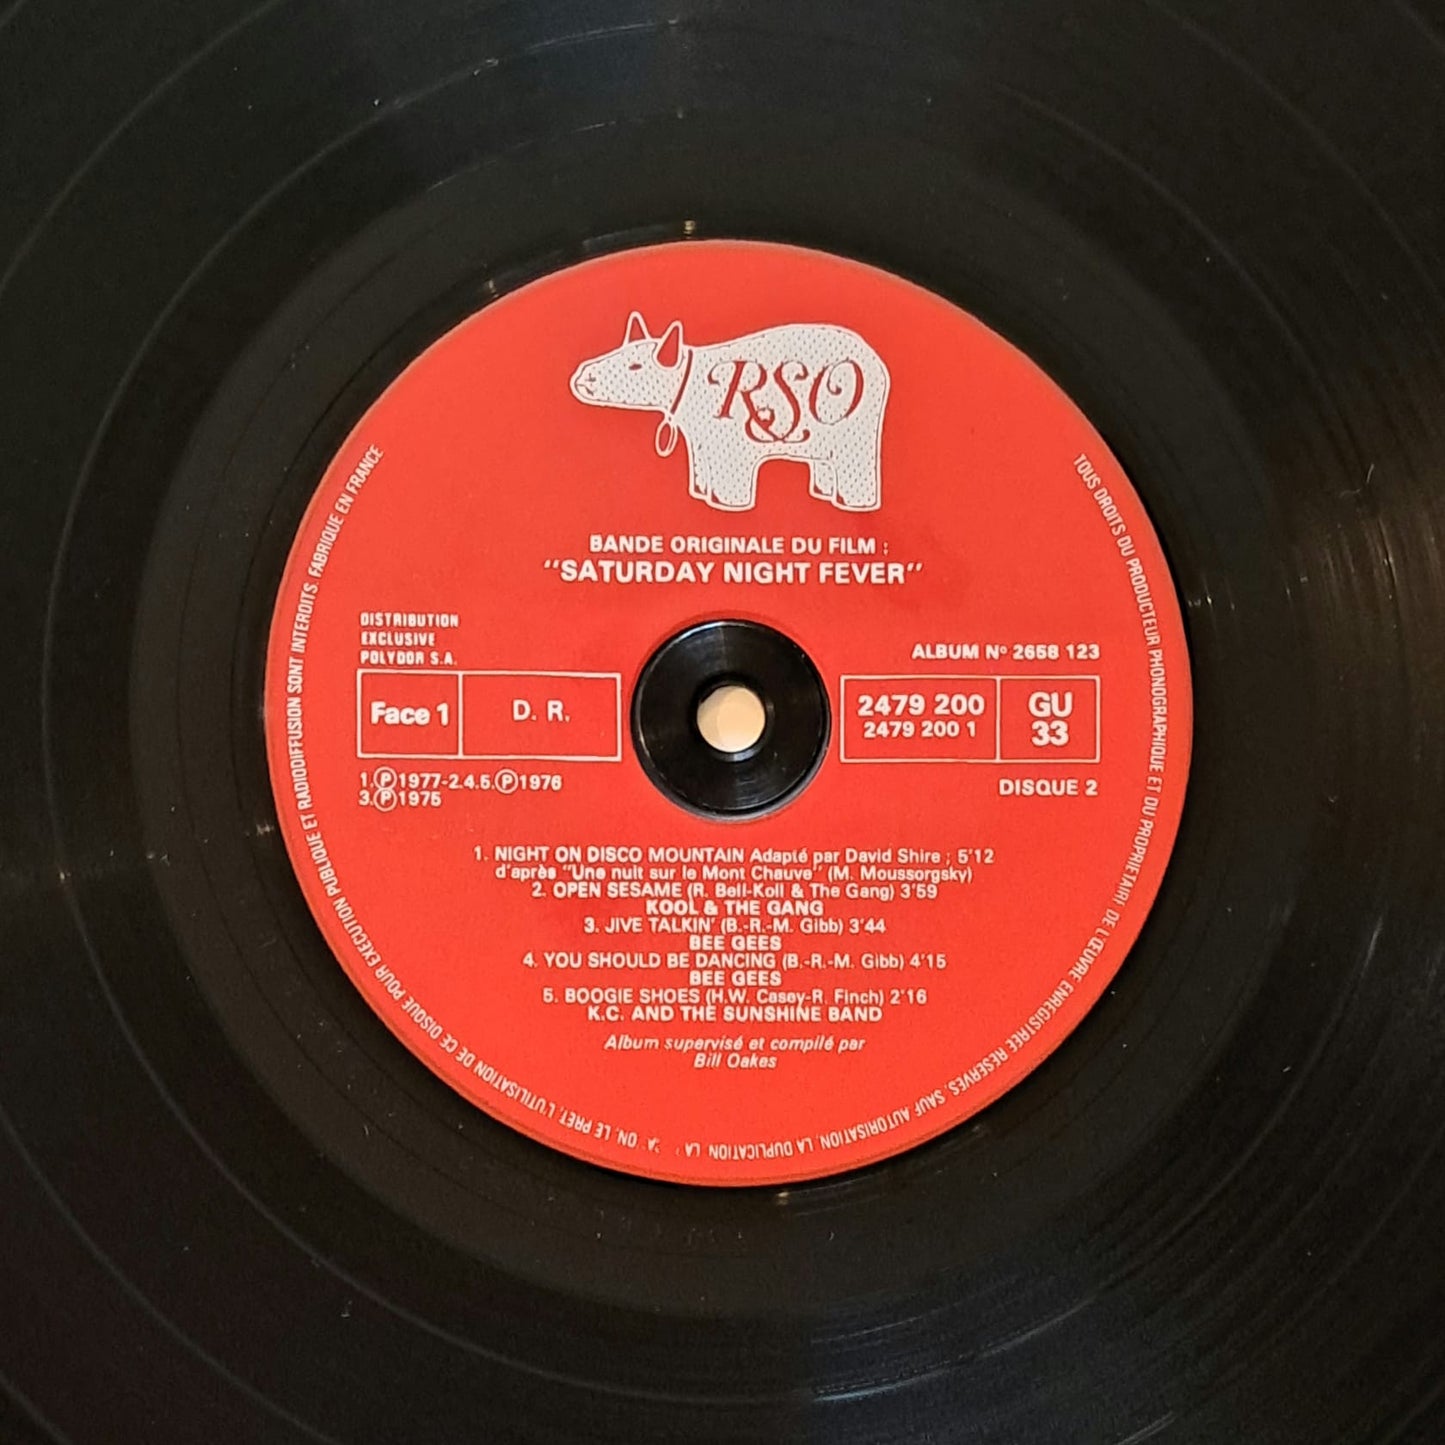 RSO
BANDE ORIGINALE DU FILM :
"SATURDAY NIGHT FEVER"
DISTRIBUTION
EXCLUSIVE
POLYDOR S.A.
Face 1
D. R.
1.Ⓟ1977-2.4.5.Ⓟ1976
3.Ⓟ1975
ALBUM Nº 2658 123
2479 200
2479 200 1
GU
33
DISQUE 2
1. NIGHT ON DISCO MOUNTAIN Adapté par David Shire ; 5'12
d'après "Une nuit sur le Mont Chauve" (M. Moussorgsky)
2. OPEN SESAME (R. Bell-Koll & The Gang) 3'59
KOOL & THE GANG
3. JIVE TALKIN' (B.-R.-M. Gibb) 3'44
BEE GEES
4. YOU SHOULD BE DANCING (B.-R.-M. Gibb) 4'15
BEE GEES
5. BOOGIE SHOES (H.W. Casey-R. Finch) 2'16
K.C. AND THE SUNSHINE BAND
Album supervisé et compilé par
Bill Oakes
TOUS DROITS DU PRODUCTEUR PHONOGRAPHIQUE ET DU PROPRIETAIRE DE L'ŒUVRE ENREGISTREE RESERVES. SAUF AUTORISATION, LA DUPLICATION, LA LE PRET, L'UTILISATION DE CE DISQUE POUR EXECUTION PUBLIQUE ET RADIODIFFUSION SONT INTERDITS. FABRIQUE EN FRANCE